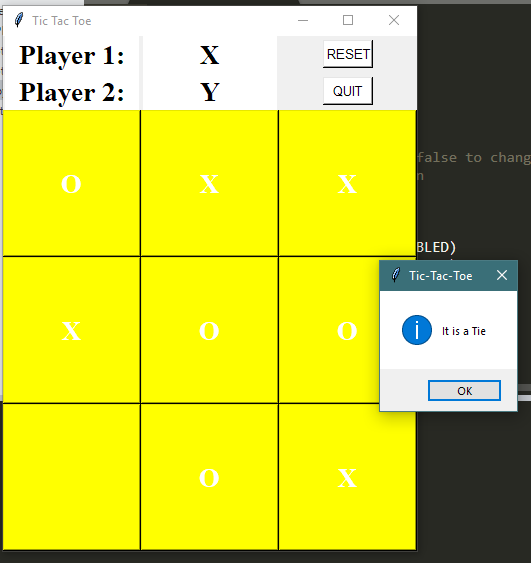 Tic Tac Toe
Player 1: X RESET
Player 2: Y QUIT
false to chang
n
O X X
BLED)
Tic-Tac-Toe
X O O
It is a Tie
OK
O X